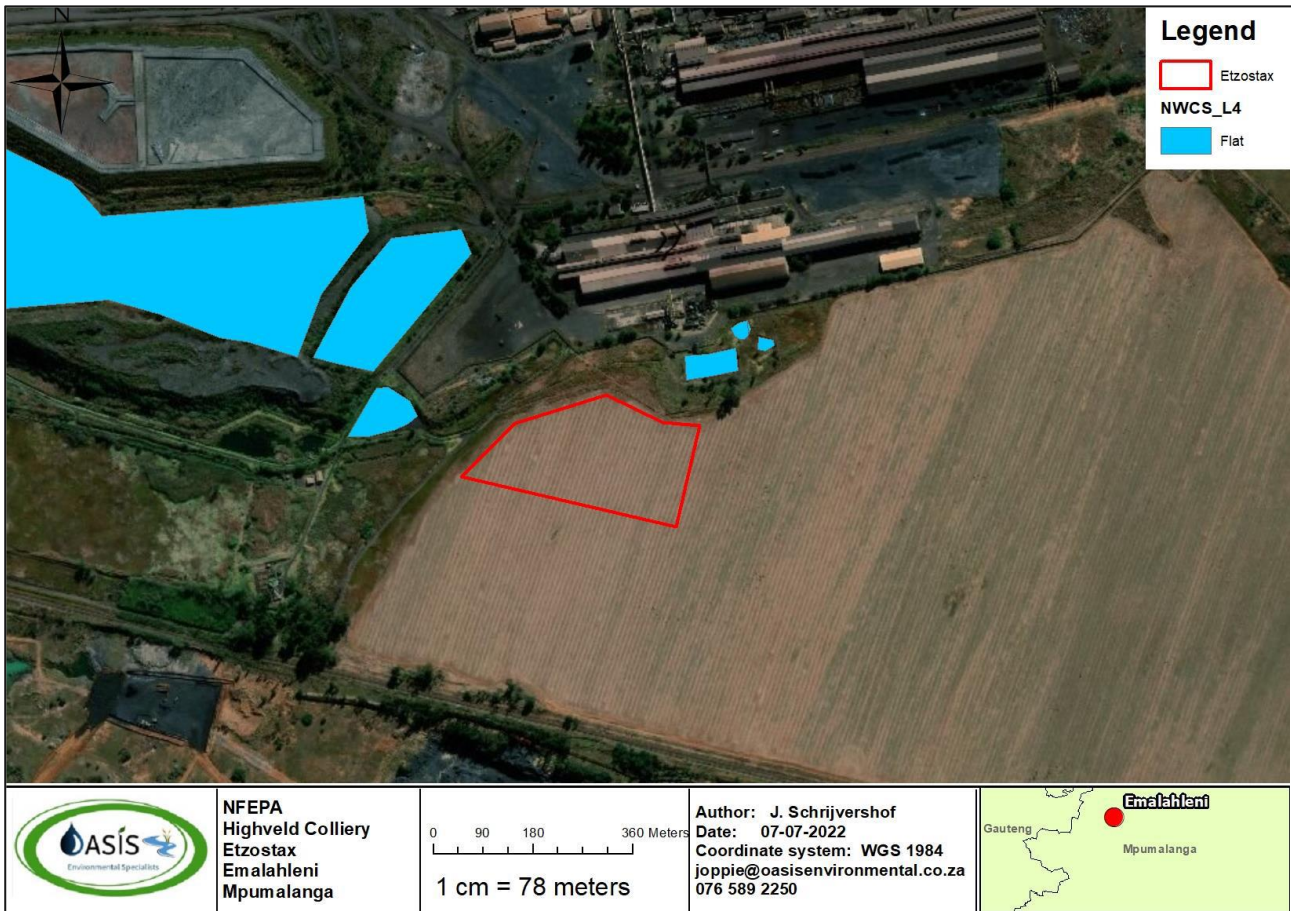 N
Legend
Etzostax
NWCS_L4
Flat
OASIS
Environmental Specialists
NFEPA
Highveld Colliery
Etzostax
Emalahleni
Mpumalanga
0 90 180 360 Meters
1 cm = 78 meters
Author: J. Schrijvershof
Date: 07-07-2022
Coordinate system: WGS 1984
joppie@oasisenvironmental.co.za
076 589 2250
Emalahleni
Gauteng
Mpumalanga